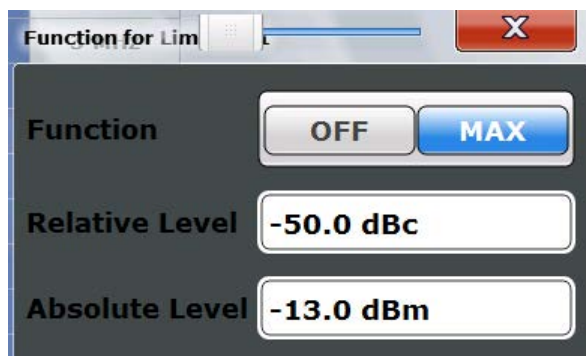 Function for Lim
X
Function OFF MAX
Relative Level -50.0 dBc
Absolute Level -13.0 dBm